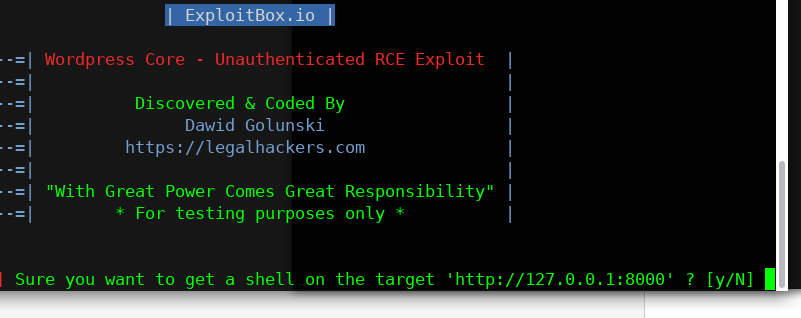 | ExploitBox.io |
--=| Wordpress Core - Unauthenticated RCE Exploit |
--=| |
--=| Discovered & Coded By |
--=| Dawid Golunski |
--=| https://legalhackers.com |
--=| |
--=| "With Great Power Comes Great Responsibility" |
--=| * For testing purposes only * |
| Sure you want to get a shell on the target 'http://127.0.0.1:8000' ? [y/N]